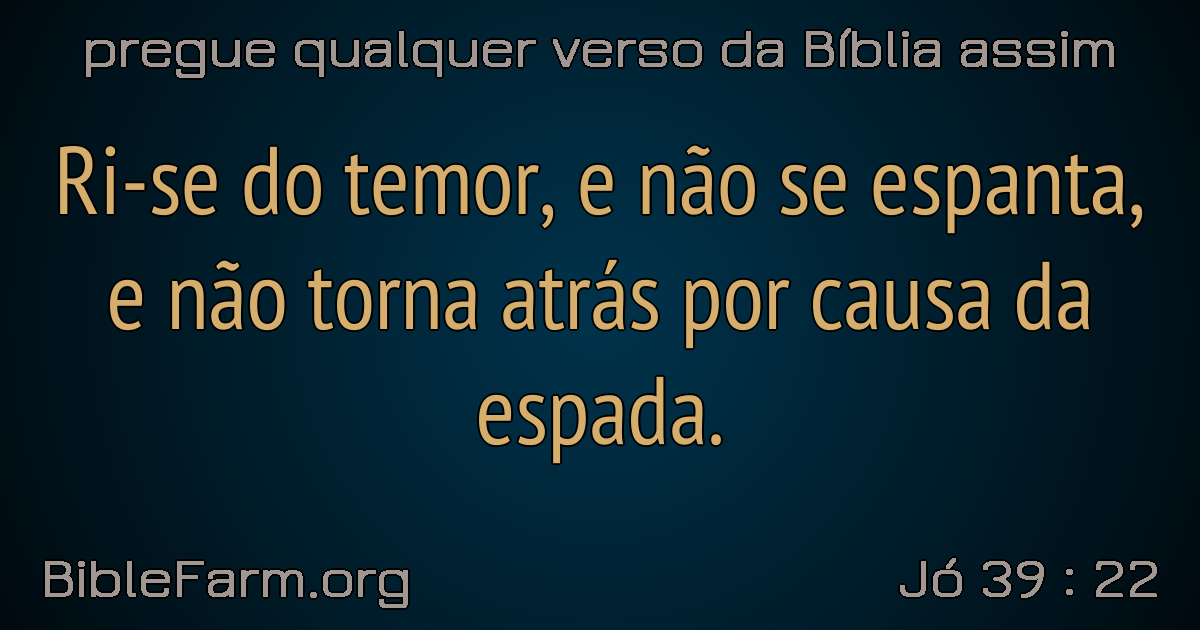 pregue qualquer verso da Bíblia assim
Ri-se do temor, e não se espanta,
e não torna atrás por causa da
espada.
BibleFarm.org
Jó 39 : 22